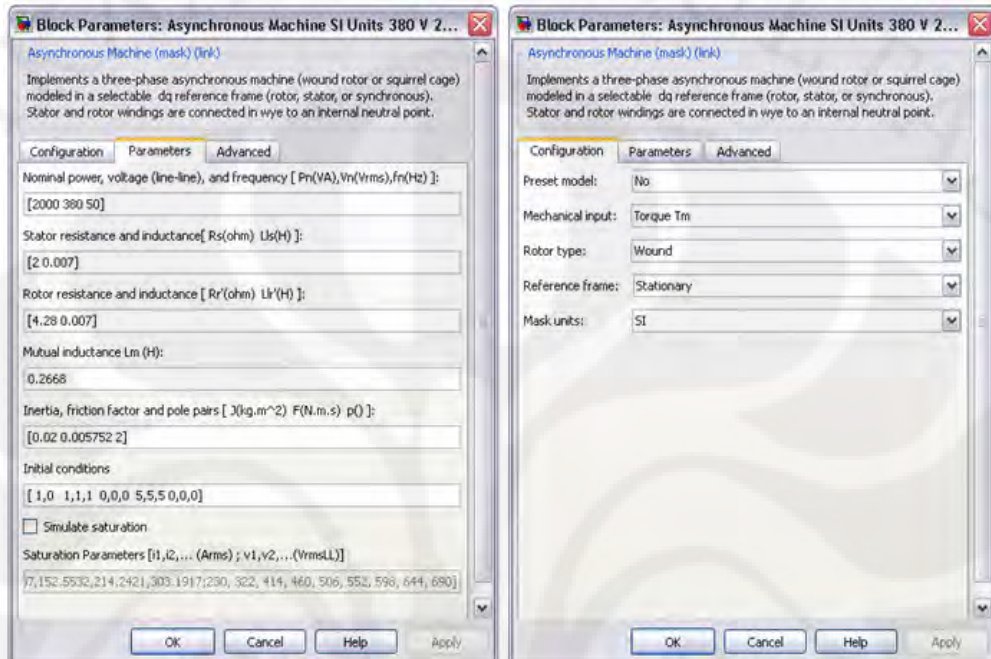 Block Parameters: Asynchronous Machine SI Units 380 V 2...
Asynchronous Machine (mask) (link)
Implements a three-phase asynchronous machine (wound rotor or squirrel cage)
modeled in a selectable dq reference frame (rotor, stator, or synchronous).
Stator and rotor windings are connected in wye to an internal neutral point.
Configuration Parameters Advanced
Nominal power, voltage (line-line), and frequency [ Pn(VA),Vn(Vrms),fn(Hz) ]:
[2000 380 50]
Stator resistance and inductance[ Rs(ohm) Lls(H) ]:
[2 0.007]
Rotor resistance and inductance [ Rr'(ohm) Llr'(H) ]:
[4.28 0.007]
Mutual inductance Lm (H):
0.2668
Inertia, friction factor and pole pairs [ J(kg.m^2) F(N.m.s) p() ]:
[0.02 0.005752 2]
Initial conditions
[ 1,0 1,1,1 0,0,0 5,5,5 0,0,0]
Simulate saturation
Saturation Parameters [i1,i2,... (Arms) ; v1,v2,...(VrmsLL)]
7,152.5532,214.2421,303.1917;230, 322, 414, 460, 506, 552, 598, 644, 690]
OK Cancel Help Apply
Block Parameters: Asynchronous Machine SI Units 380 V 2...
Asynchronous Machine (mask) (link)
Implements a three-phase asynchronous machine (wound rotor or squirrel cage)
modeled in a selectable dq reference frame (rotor, stator, or synchronous).
Stator and rotor windings are connected in wye to an internal neutral point.
Configuration Parameters Advanced
Preset model: No
Mechanical input: Torque Tm
Rotor type: Wound
Reference frame: Stationary
Mask units: SI
OK Cancel Help Apply